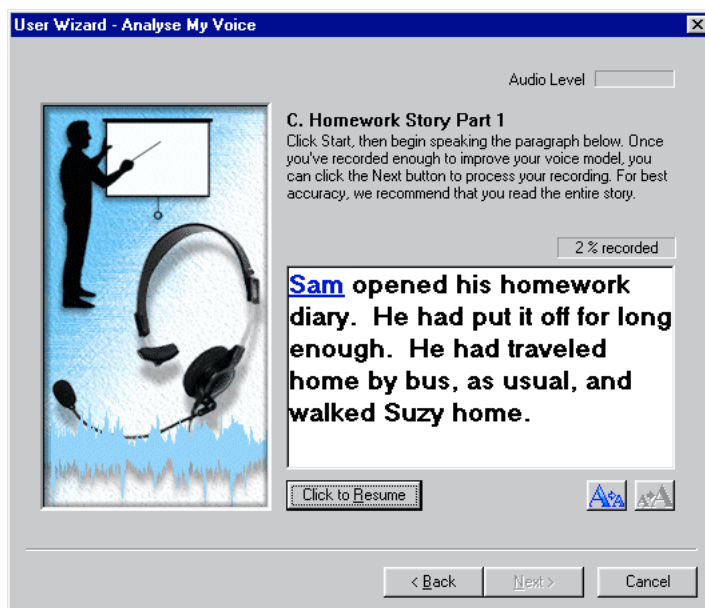 User Wizard - Analyse My Voice
Audio Level
C. Homework Story Part 1
Click Start, then begin speaking the paragraph below. Once
you've recorded enough to improve your voice model, you
can click the Next button to process your recording. For best
accuracy, we recommend that you read the entire story.
2 % recorded
Sam opened his homework
diary. He had put it off for long
enough. He had traveled
home by bus, as usual, and
walked Suzy home.
Click to Resume
A A
A A
< Back
Next >
Cancel